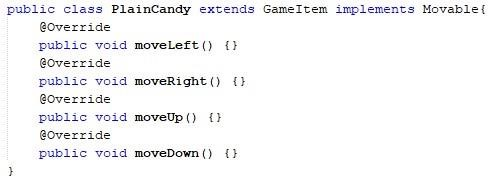 public class PlainCandy extends GameItem implements Movable{
    @Override
    public void moveLeft() {}
    @Override
    public void moveRight() {}
    @Override
    public void moveUp() {}
    @Override
    public void moveDown() {}
}